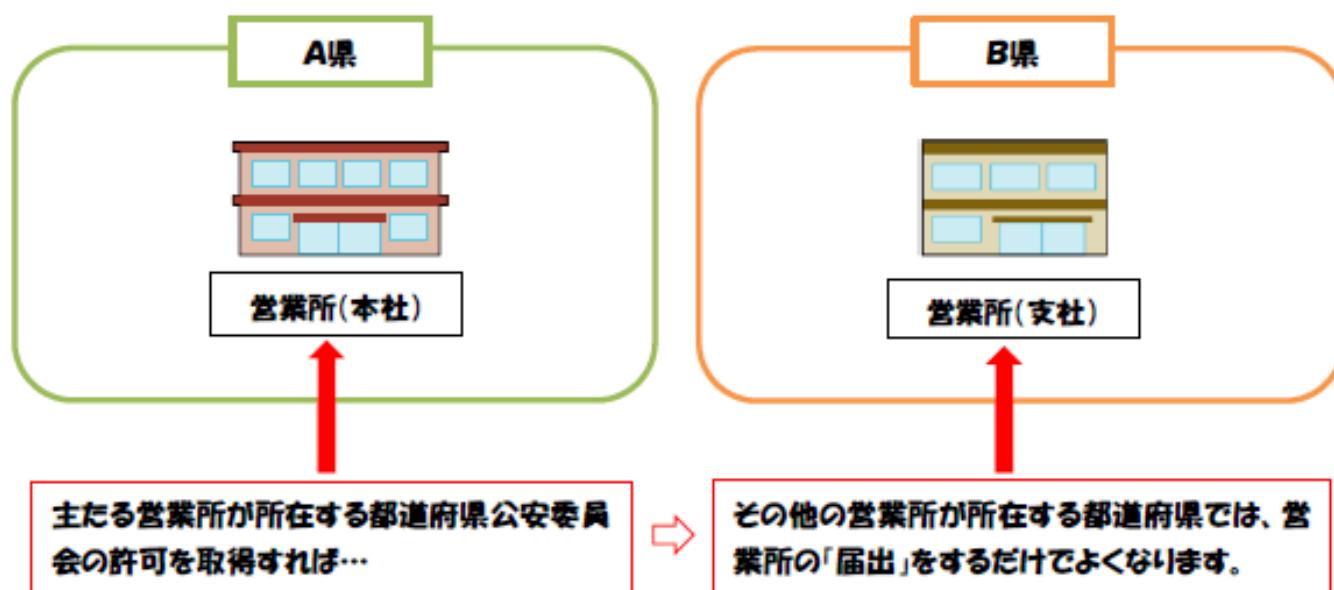 A県
B県
営業所(本社)
営業所(支社)
主たる営業所が所在する都道府県公安委員
会の許可を取得すれば…
その他の営業所が所在する都道府県では、営
業所の「届出」をするだけでよくなります。